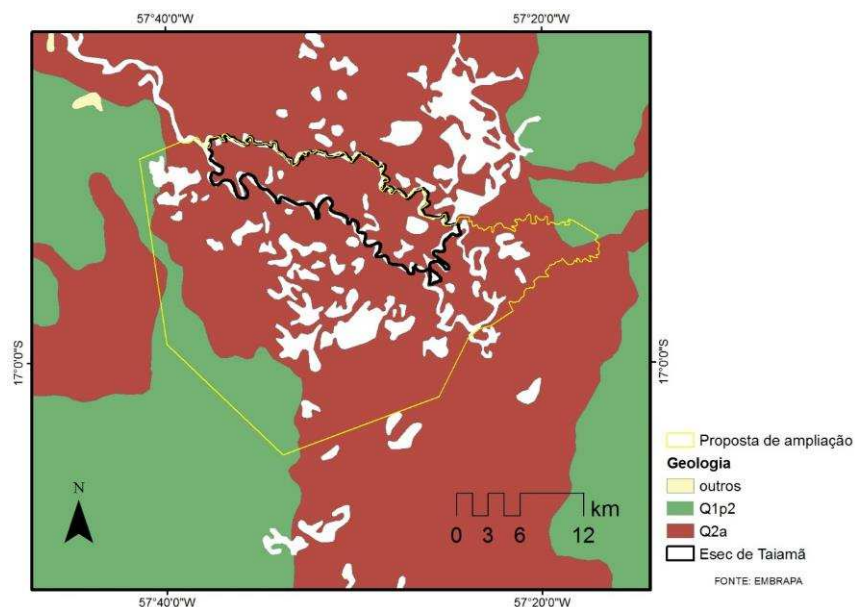 57°40'0"W 57°20'0"W
17°0'0"S 17°0'0"S
N
0 3 6 12 km
57°40'0"W 57°20'0"W
Proposta de ampliação
Geologia
outros
Q1p2
Q2a
Esec de Taiamã
FONTE: EMBRAPA